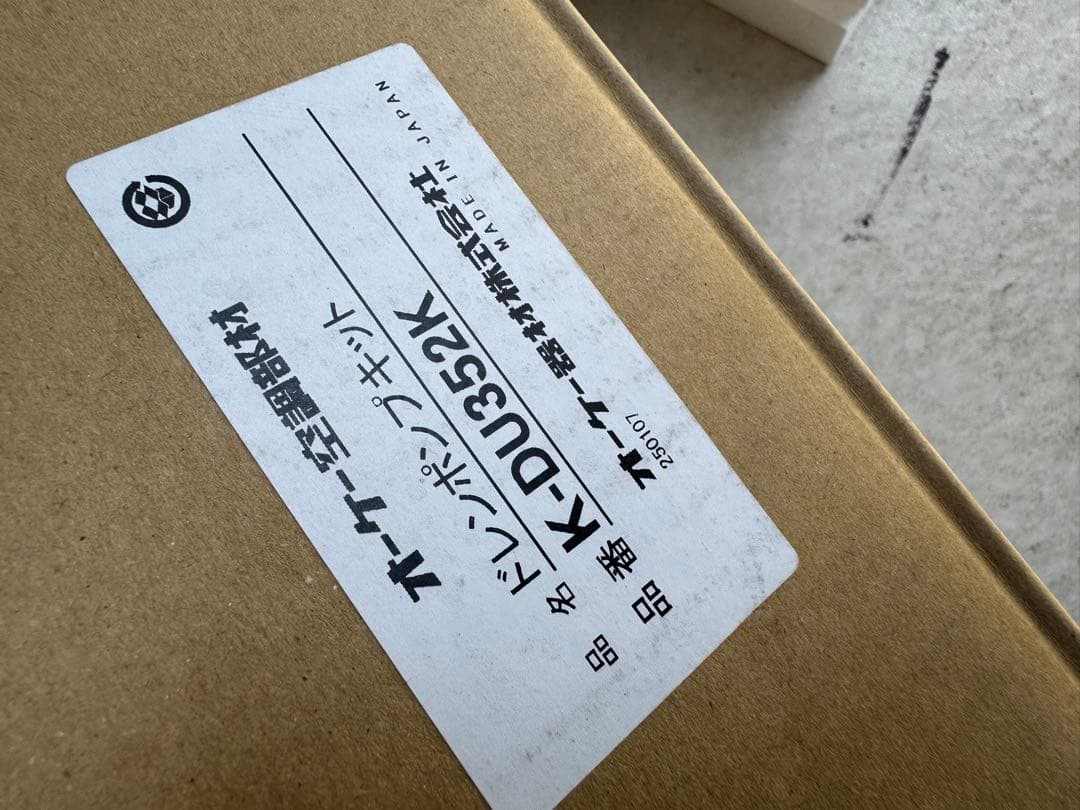 オーケー空調部材
品名 ドレンポンプキット
品番 K-DU352K
オーケー器材株式会社
250107 MADE IN JAPAN